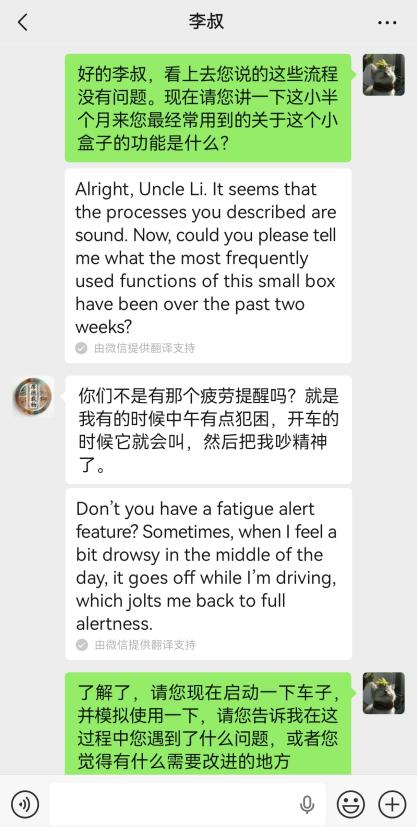 李叔
好的李叔，看上去您说的这些流程
没有问题。现在请您讲一下这小半
个月来您最经常用到的关于这个小
盒子的功能是什么？
Alright, Uncle Li. It seems that
the processes you described are
sound. Now, could you please tell
me what the most frequently
used functions of this small box
have been over the past two
weeks?
由微信提供翻译支持
你们不是有那个疲劳提醒吗？就是
我有的时候中午有点犯困，开车的
时候它就会叫，然后把我吵精神
了。
Don’t you have a fatigue alert
feature? Sometimes, when I feel a
bit drowsy in the middle of the
day, it goes off while I’m driving,
which jolts me back to full
alertness.
由微信提供翻译支持
了解了，请您现在启动一下车子，
并模拟使用一下，请您告诉我在这
过程中您遇到了什么问题，或者您
觉得有什么需要改进的地方